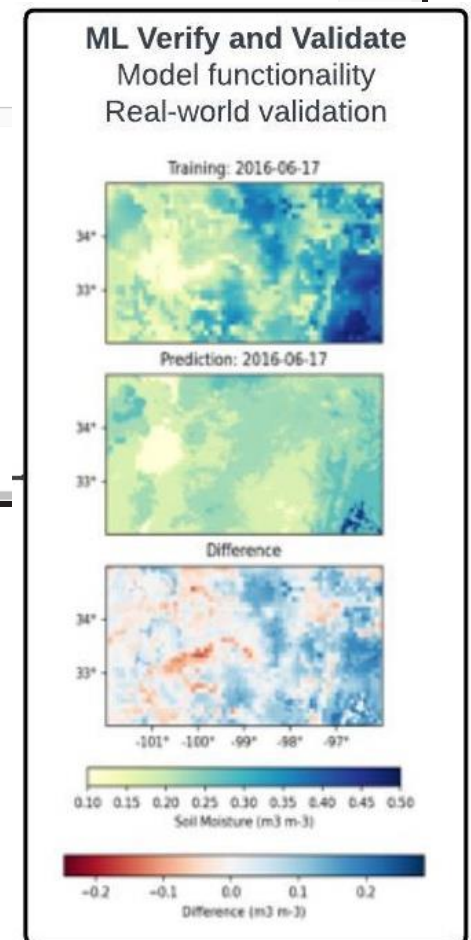 ML Verify and Validate
Model functionaility
Real-world validation
Training: 2016-06-17
34°
33°
Prediction: 2016-06-17
34°
33°
Difference
34°
33°
-101° -100° -99° -98° -97°
0.10 0.15 0.20 0.25 0.30 0.35 0.40 0.45 0.50
Soil Moisture (m3 m-3)
−0.2 −0.1 0.0 0.1 0.2
Difference (m3 m-3)